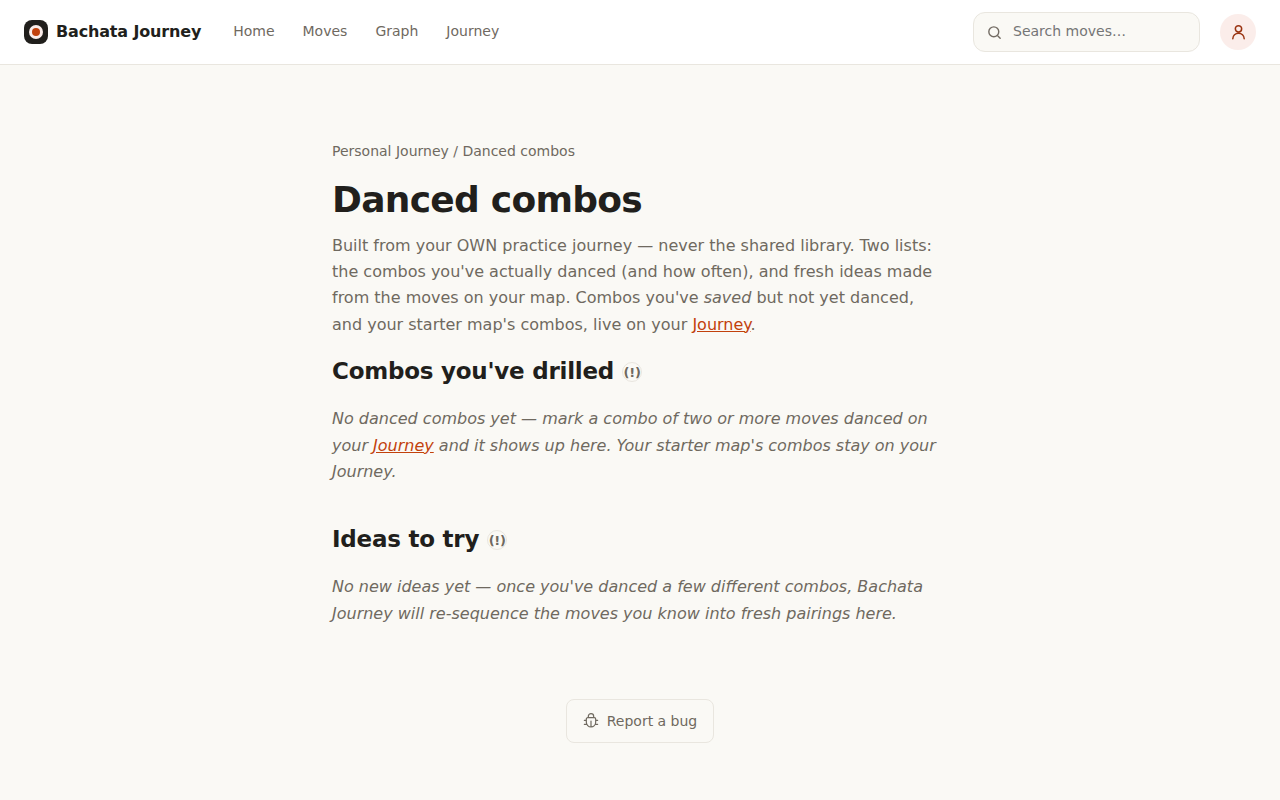 Bachata Journey
Home
Moves
Graph
Journey
Search moves...
Personal Journey / Danced combos
Danced combos
Built from your OWN practice journey — never the shared library. Two lists:
the combos you've actually danced (and how often), and fresh ideas made
from the moves on your map. Combos you've saved but not yet danced,
and your starter map's combos, live on your Journey.
Combos you've drilled (!)
No danced combos yet — mark a combo of two or more moves danced on
your Journey and it shows up here. Your starter map's combos stay on your
Journey.
Ideas to try (!)
No new ideas yet — once you've danced a few different combos, Bachata
Journey will re-sequence the moves you know into fresh pairings here.
Report a bug